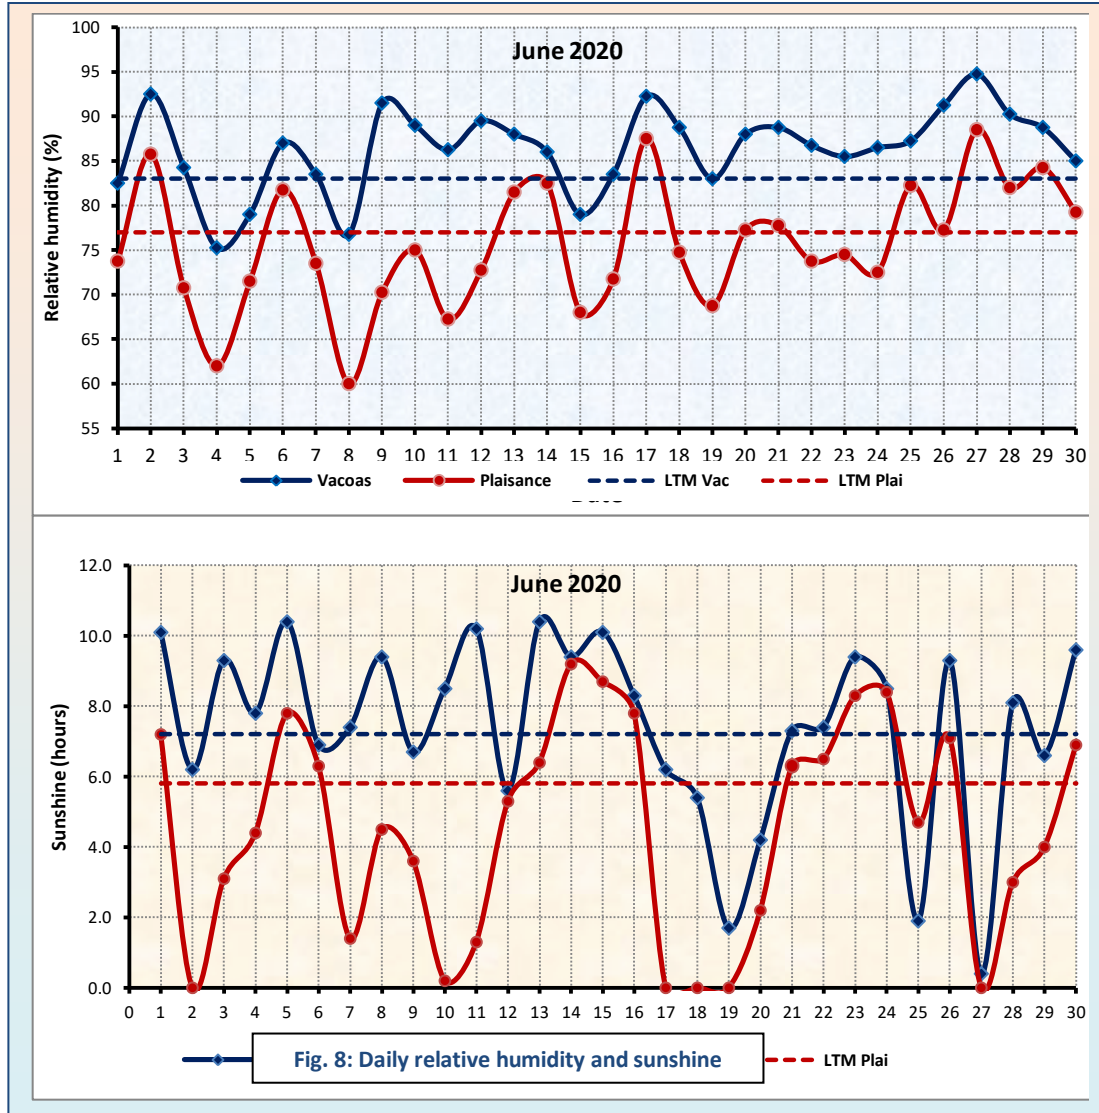 June 2020
Relative humidity (%)
100
95
90
85
80
75
70
65
60
55
1 2 3 4 5 6 7 8 9 10 11 12 13 14 15 16 17 18 19 20 21 22 23 24 25 26 27 28 29 30
Vacoas Plaisance LTM Vac LTM Plai
June 2020
Sunshine (hours)
12.0
10.0
8.0
6.0
4.0
2.0
0.0
0 1 2 3 4 5 6 7 8 9 10 11 12 13 14 15 16 17 18 19 20 21 22 23 24 25 26 27 28 29 30
Fig. 8: Daily relative humidity and sunshine
LTM Plai